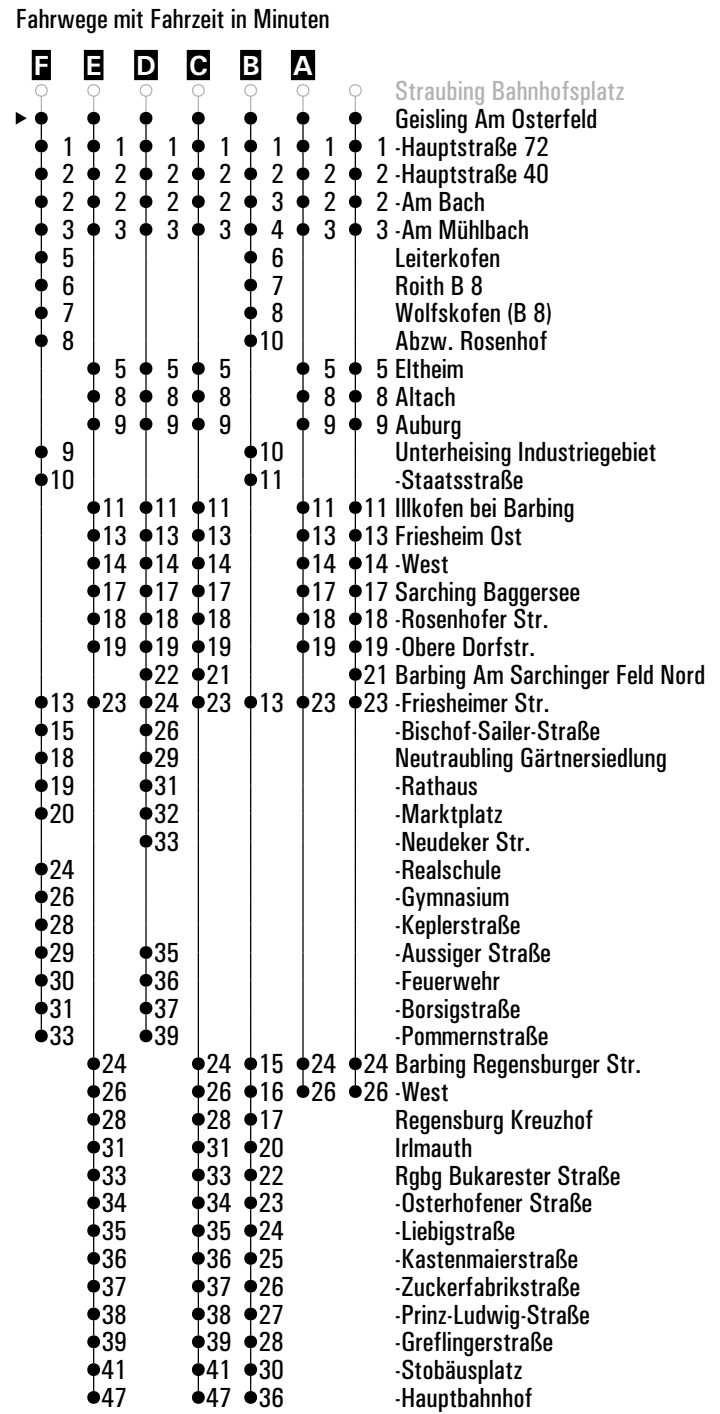 Fahrwege mit Fahrzeit in Minuten
F E D C B A
Straubing Bahnhofsplatz
Geisling Am Osterfeld
1 1 1 1 1 1 1 -Hauptstraße 72
2 2 2 2 2 2 2 -Hauptstraße 40
2 2 2 2 3 2 2 -Am Bach
3 3 3 3 4 3 3 -Am Mühlbach
5 6 Leiterkofen
6 7 Roith B 8
7 8 Wolfskofen (B 8)
8 10 Abzw. Rosenhof
5 5 5 5 5 Eltheim
8 8 8 8 8 Altach
9 9 9 9 9 Auburg
9 10 Unterheising Industriegebiet
10 11 -Staatsstraße
11 11 11 11 11 Illkofen bei Barbing
13 13 13 13 13 Friesheim Ost
14 14 14 14 14 -West
17 17 17 17 17 Sarching Baggersee
18 18 18 18 18 -Rosenhofer Str.
19 19 19 19 19 -Obere Dorfstr.
22 21 21 Barbing Am Sarchinger Feld Nord
13 23 24 23 13 23 23 -Friesheimer Str.
15 26 -Bischof-Sailer-Straße
18 29 Neutraubling Gärtnersiedlung
19 31 -Rathaus
20 32 -Marktplatz
33 -Neudeker Str.
24 -Realschule
26 -Gymnasium
28 -Keplerstraße
29 35 -Aussiger Straße
30 36 -Feuerwehr
31 37 -Borsigstraße
33 39 -Pommernstraße
24 24 15 24 24 Barbing Regensburger Str.
26 26 16 26 26 -West
28 28 17 Regensburg Kreuzhof
31 31 20 Irlmauth
33 33 22 Rgbg Bukarester Straße
34 34 23 -Osterhofener Straße
35 35 24 -Liebigstraße
36 36 25 -Kastenmaierstraße
37 37 26 -Zuckerfabrikstraße
38 38 27 -Prinz-Ludwig-Straße
39 39 28 -Greflingerstraße
41 41 30 -Stobäusplatz
47 47 36 -Hauptbahnhof